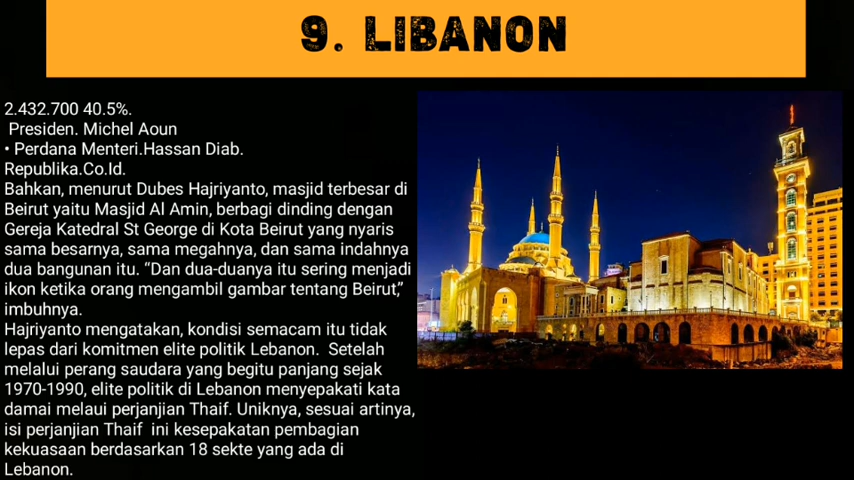 9. LIBANON
2.432.700 40.5%.
Presiden. Michel Aoun
• Perdana Menteri.Hassan Diab.
Republika.Co.Id.
Bahkan, menurut Dubes Hajriyanto, masjid terbesar di
Beirut yaitu Masjid Al Amin, berbagi dinding dengan
Gereja Katedral St George di Kota Beirut yang nyaris
sama besarnya, sama megahnya, dan sama indahnya
dua bangunan itu. “Dan dua-duanya itu sering menjadi
ikon ketika orang mengambil gambar tentang Beirut,”
imbuhnya.
Hajriyanto mengatakan, kondisi semacam itu tidak
lepas dari komitmen elite politik Lebanon. Setelah
melalui perang saudara yang begitu panjang sejak
1970-1990, elite politik di Lebanon menyepakati kata
damai melaui perjanjian Thaif. Uniknya, sesuai artinya,
isi perjanjian Thaif ini kesepakatan pembagian
kekuasaan berdasarkan 18 sekte yang ada di
Lebanon.